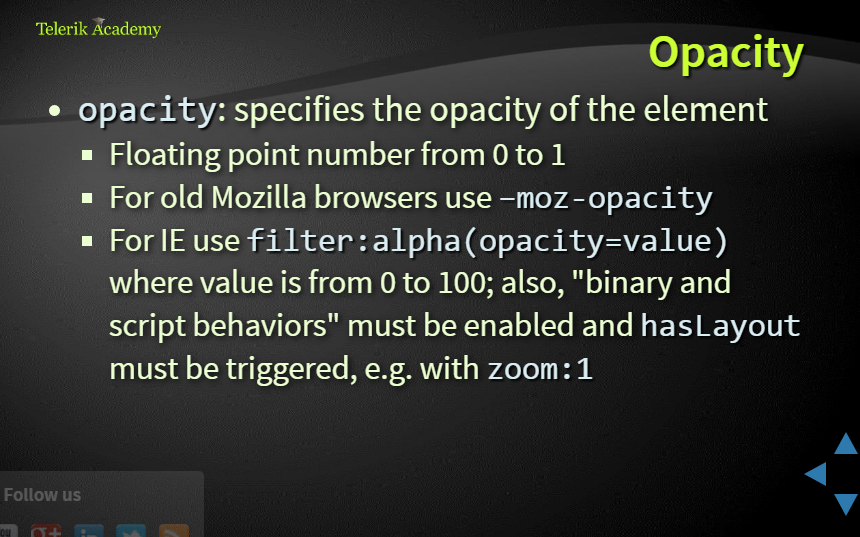 Telerik Academy
Opacity
• opacity: specifies the opacity of the element
▪ Floating point number from 0 to 1
▪ For old Mozilla browsers use –moz-opacity
▪ For IE use filter:alpha(opacity=value)
where value is from 0 to 100; also, "binary and
script behaviors" must be enabled and hasLayout
must be triggered, e.g. with zoom:1
Follow us